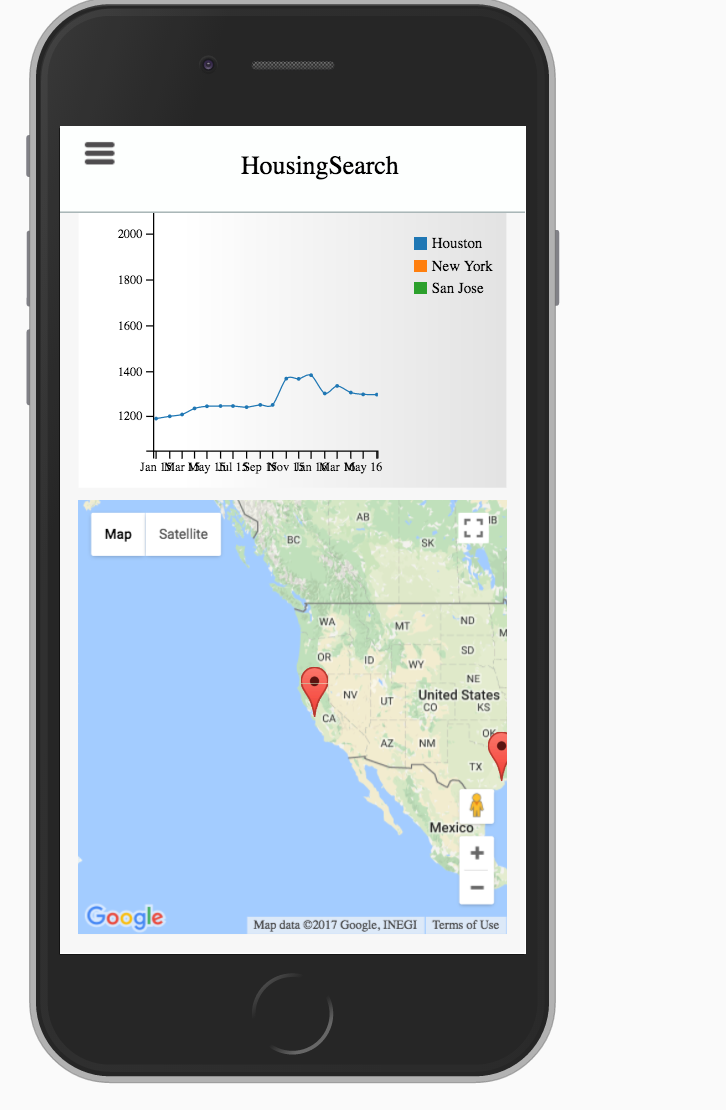 HousingSearch
2000
1800
1600
1400
1200
Houston
New York
San Jose
Jan 15 Mar 15 May 15 Jul 15 Sep 15 Nov 15 Jan 16 Mar 16 May 16
Map Satellite
AB
BC
SK
WA
MT
ND
OR
ID
SD
WY
NE
NV
UT
United States
CO
KS
CA
AZ
NM
OK
TX
Mexico
Google
Map data ©2017 Google, INEGI Terms of Use